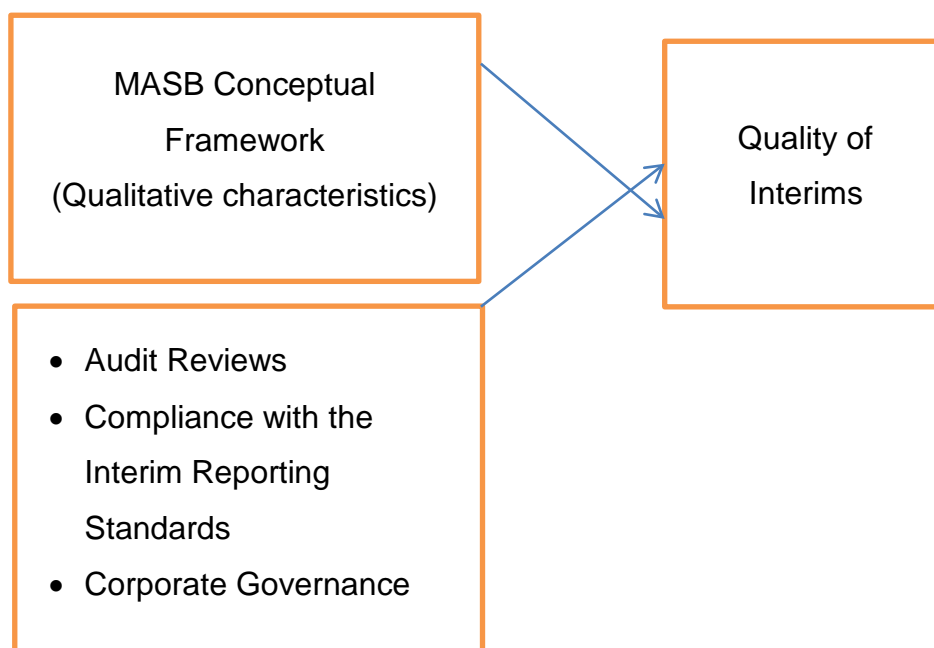 MASB Conceptual
Framework
(Qualitative characteristics)
Quality of
Interims
• Audit Reviews
• Compliance with the
Interim Reporting
Standards
• Corporate Governance